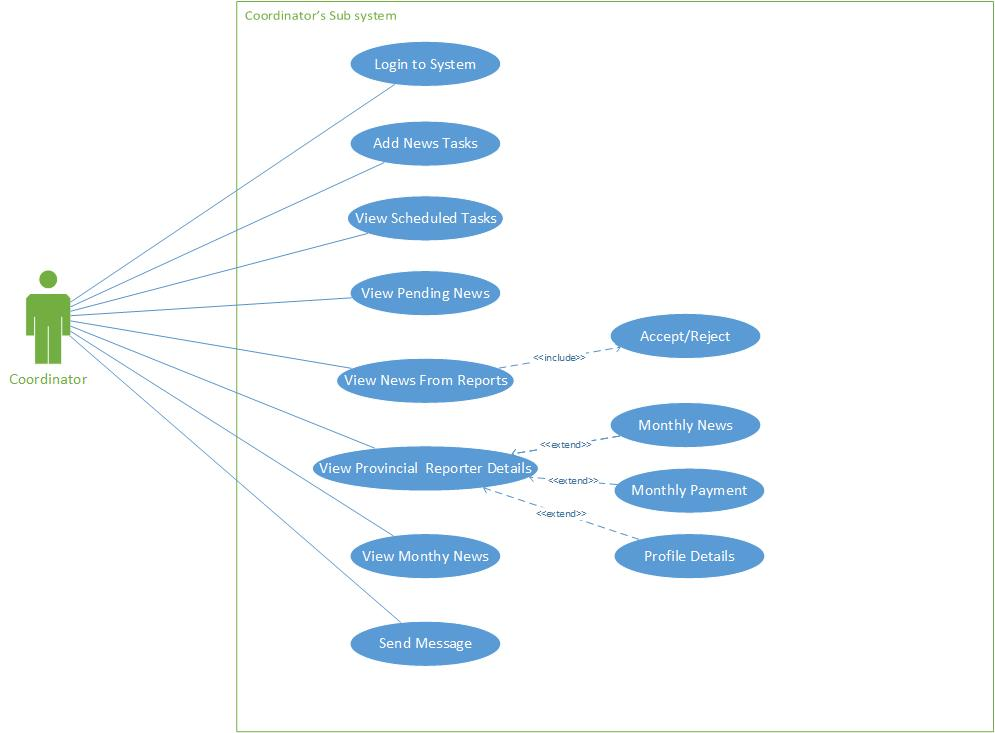 Coordinator's Sub system
Login to System
Add News Tasks
View Scheduled Tasks
View Pending News
Accept/Reject
<<include>>
View News From Reports
Coordinator
Monthly News
<<extend>>
View Provincial  Reporter Details
<<extend>>
Monthly Payment
<<extend>>
View Monthy News
Profile Details
Send Message